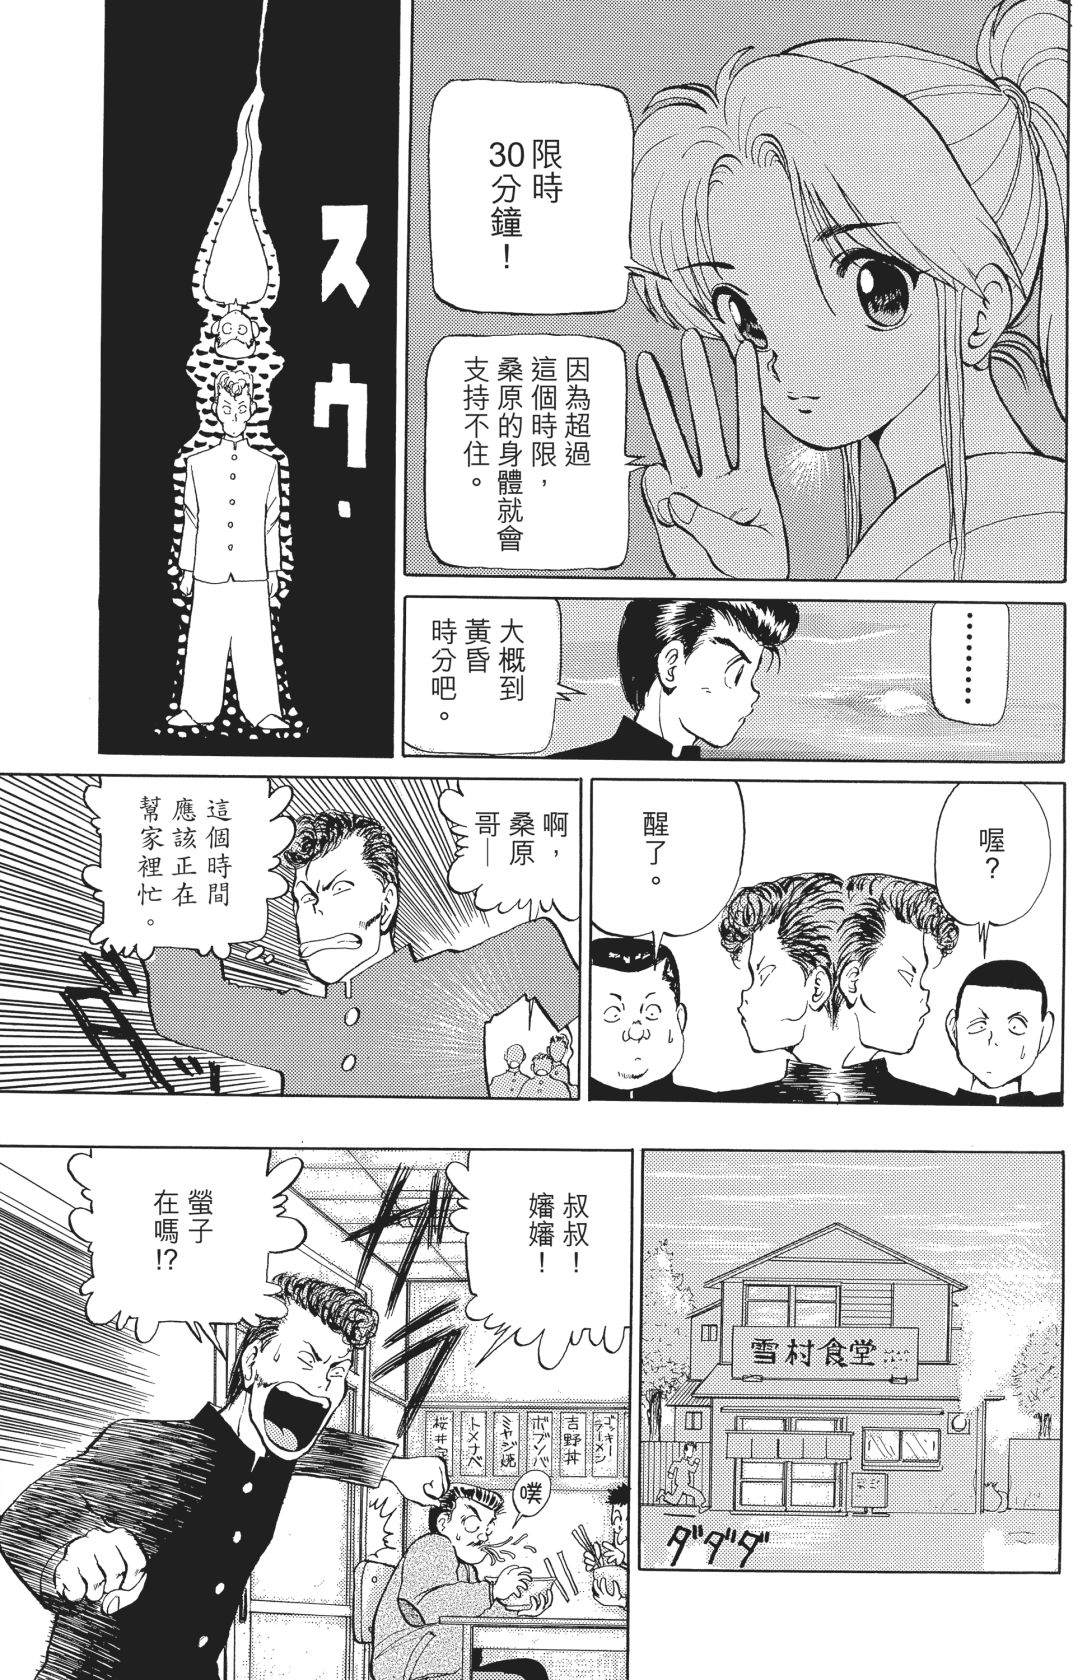 限時
30分鐘！
因為超過
這個時限，
桑原的身體就會
支持不住。
スウ．
………
大概到
黃昏
時分吧。
喔？
醒了。
啊，
桑原
哥—
這個時間
應該正在
幫家裡忙。
ダッ
雪村食堂
ダダダ
叔叔！
嬸嬸！
螢子
在嗎!?
ラーメン
吉野丼
ボブソバ
ミヤジ焼
トメナベ
桜井定
噗